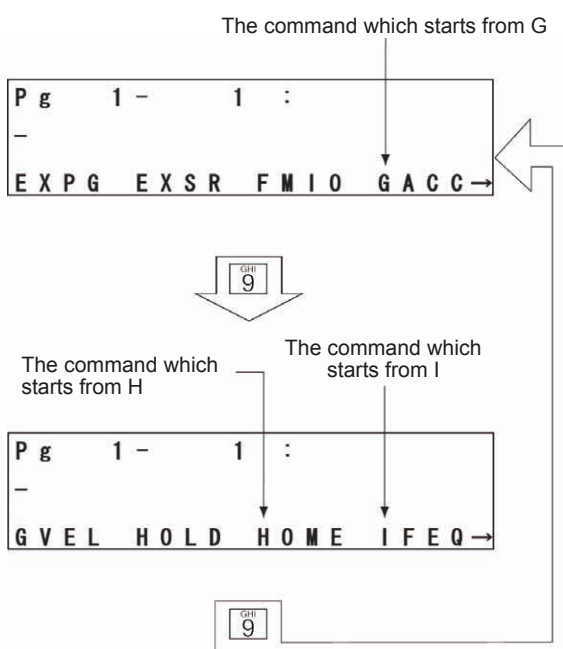 The command which starts from G
Pg 1- 1 :
–
EXPG EXSR FMIO GACC→
GHI
9
The command which
starts from H
The command which
starts from I
Pg 1- 1 :
–
GVEL HOLD HOME IFEQ→
GHI
9